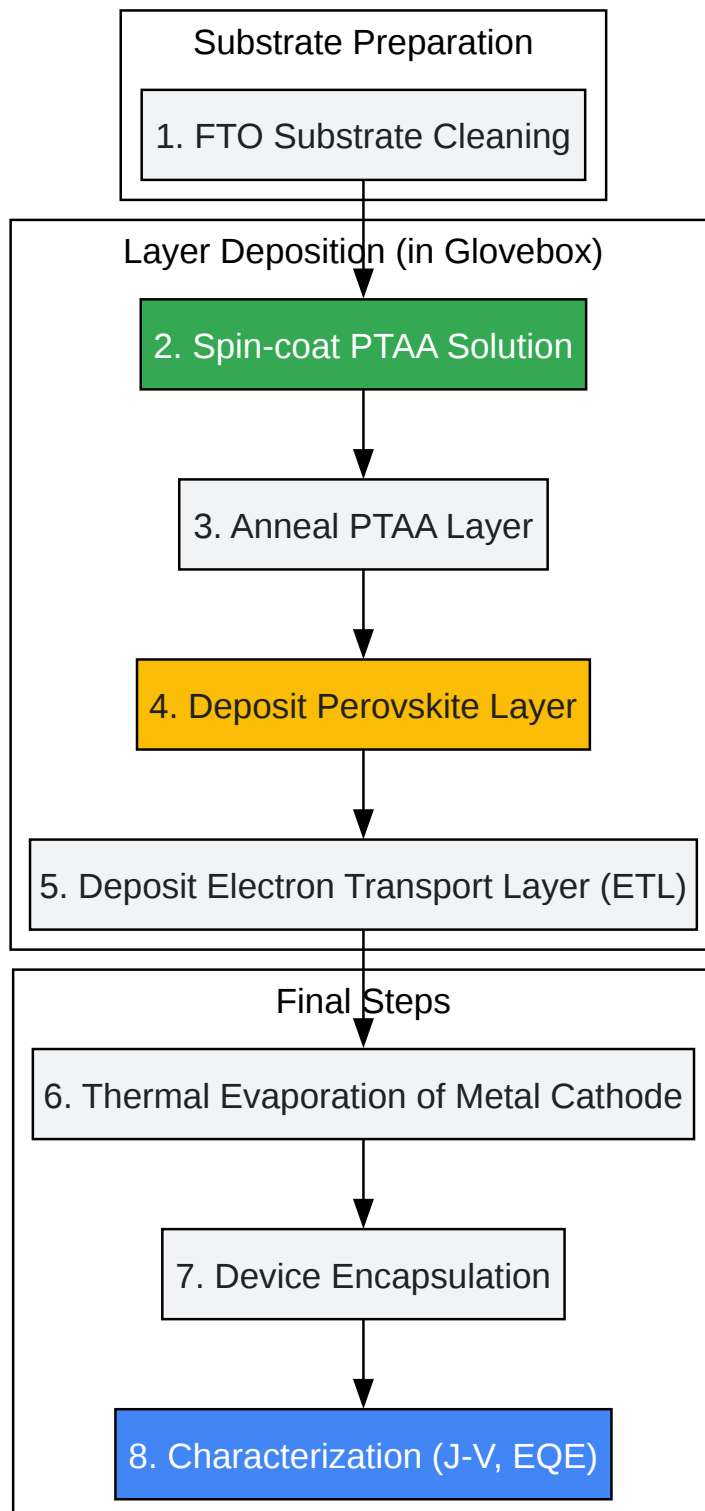 Substrate Preparation
1. FTO Substrate Cleaning
Layer Deposition (in Glovebox)
2. Spin-coat PTAA Solution
3. Anneal PTAA Layer
4. Deposit Perovskite Layer
5. Deposit Electron Transport Layer (ETL)
Final Steps
6. Thermal Evaporation of Metal Cathode
7. Device Encapsulation
8. Characterization (J-V, EQE)